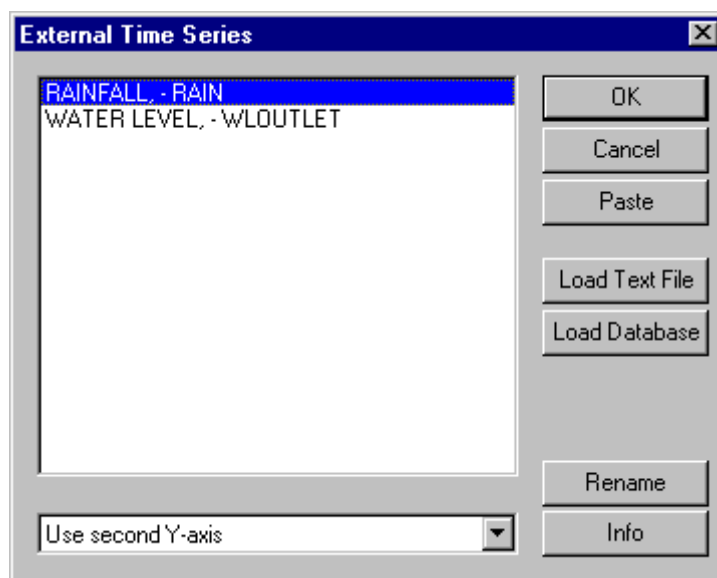 External Time Series
RAINFALL, - RAIN
WATER LEVEL, - WLOUTLET
OK
Cancel
Paste
Load Text File
Load Database
Rename
Use second Y-axis
Info